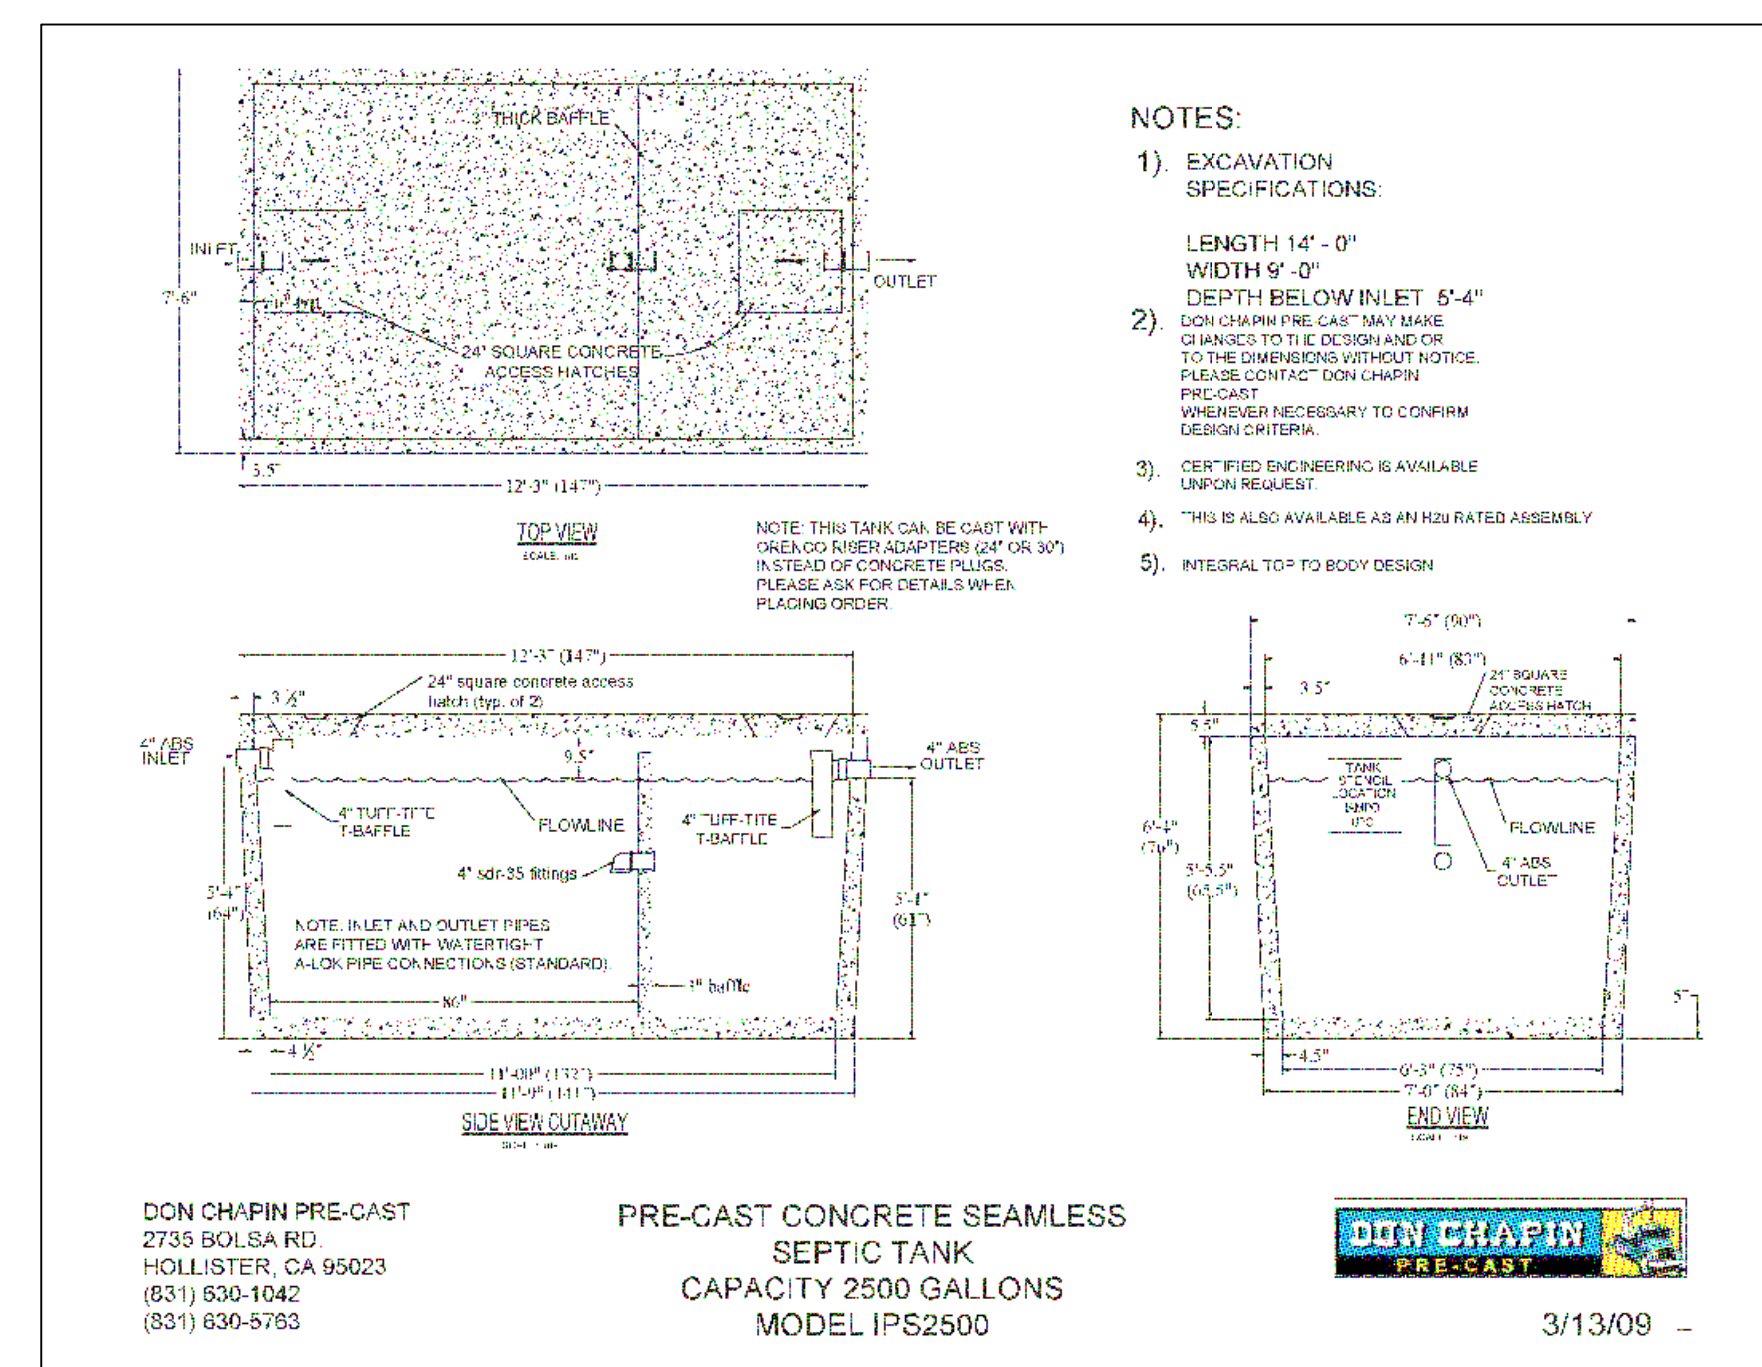 3" THICK BAFFLE
INLET
OUTLET
7'-6"
24" SQUARE CONCRETE
ACCESS HATCHES
3.5"
12'-3" (147")
TOP VIEW
NOTE: THIS TANK CAN BE CAST WITH
ORENCO RISER ADAPTERS (24" OR 30")
INSTEAD OF CONCRETE PLUGS.
PLEASE ASK FOR DETAILS WHEN
PLACING ORDER.
NOTES:
1). EXCAVATION
SPECIFICATIONS:
LENGTH 14' - 0"
WIDTH 9' -0"
DEPTH BELOW INLET 5'-4"
2). DON CHAPIN PRE-CAST MAY MAKE
CHANGES TO THE DESIGN AND OR
TO THE DIMENSIONS WITHOUT NOTICE.
PLEASE CONTACT DON CHAPIN
PRE-CAST
WHENEVER NECESSARY TO CONFIRM
DESIGN CRITERIA.
3). CERTIFIED ENGINEERING IS AVAILABLE
UNPON REQUEST.
4). THIS IS ALSO AVAILABLE AS AN H20 RATED ASSEMBLY
5). INTEGRAL TOP TO BODY DESIGN
12'-3" (147")
3 ½"
24" square concrete access
hatch (typ. of 2)
ABS
INLET
9.5"
4" ABS
OUTLET
4" TUFF-TITE
T-BAFFLE
FLOWLINE
4" TUFF-TITE
T-BAFFLE
4" sdr-35 fittings
5'-4"
(64")
5'-1"
(61")
NOTE: INLET AND OUTLET PIPES
ARE FITTED WITH WATERTIGHT
A-LOK PIPE CONNECTIONS (STANDARD).
baffle
86"
4 ½"
11'-00" (132")
11'-9" (141")
SIDE VIEW CUTAWAY
7'-6" (90")
6'-11" (83")
3.5"
24" SQUARE
CONCRETE
ACCESS HATCH
5.5"
TANK
STENCIL
LOCATION
IAMPO
UPC
FLOWLINE
6'-4"
(76")
5'-5.5"
(65.5")
4" ABS
OUTLET
5"
4.5"
6'-3" (75")
7'-0" (84")
END VIEW
DON CHAPIN PRE-CAST
2735 BOLSA RD.
HOLLISTER, CA 95023
(831) 630-1042
(831) 630-5763
PRE-CAST CONCRETE SEAMLESS
SEPTIC TANK
CAPACITY 2500 GALLONS
MODEL IPS2500
DON CHAPIN
PRE-CAST
3/13/09